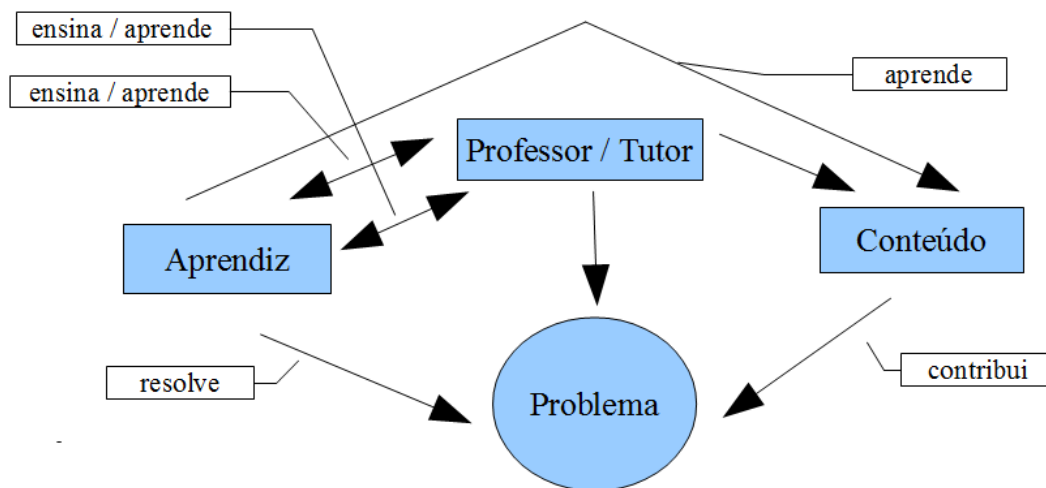 ensina / aprende
ensina / aprende
aprende
Professor / Tutor
Aprendiz
Conteúdo
resolve
Problema
contribui